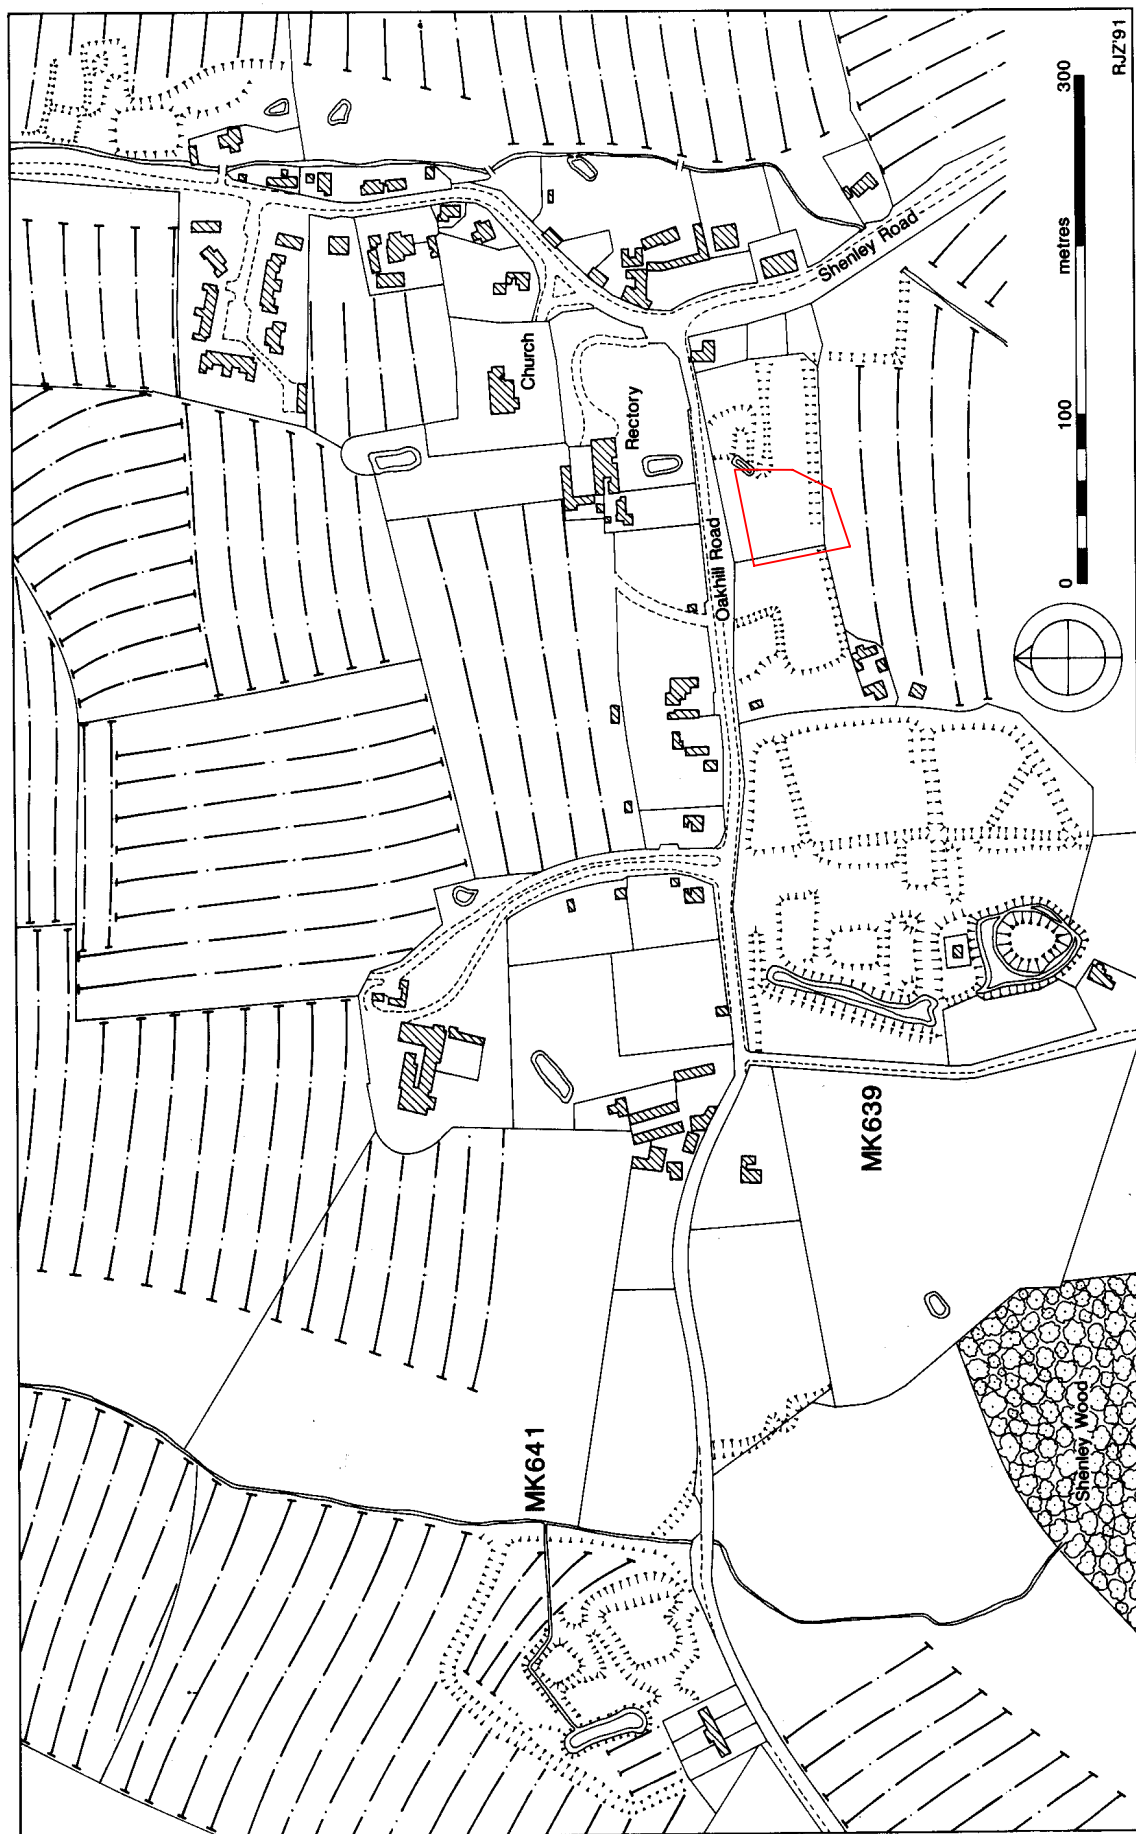 MK641
Shenley Wood
MK639
Church
Rectory
Oakhill Road
Shenley Road
0 100 300
metres
RJZ'91